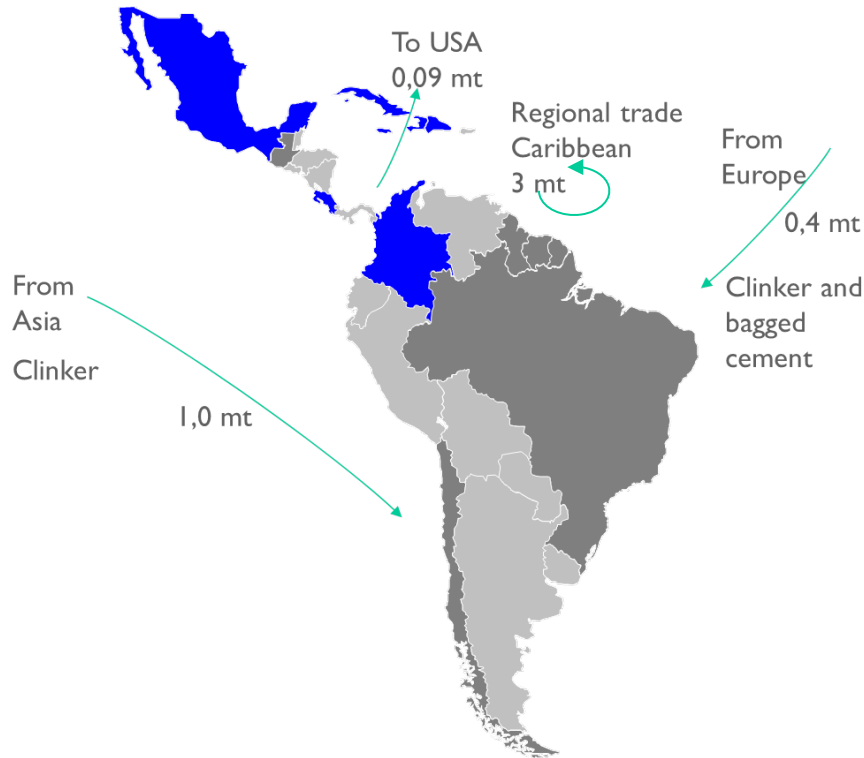 To USA
0,09 mt
Regional trade
Caribbean
3 mt
From
Europe
0,4 mt
Clinker and
bagged
cement
From
Asia
Clinker
1,0 mt